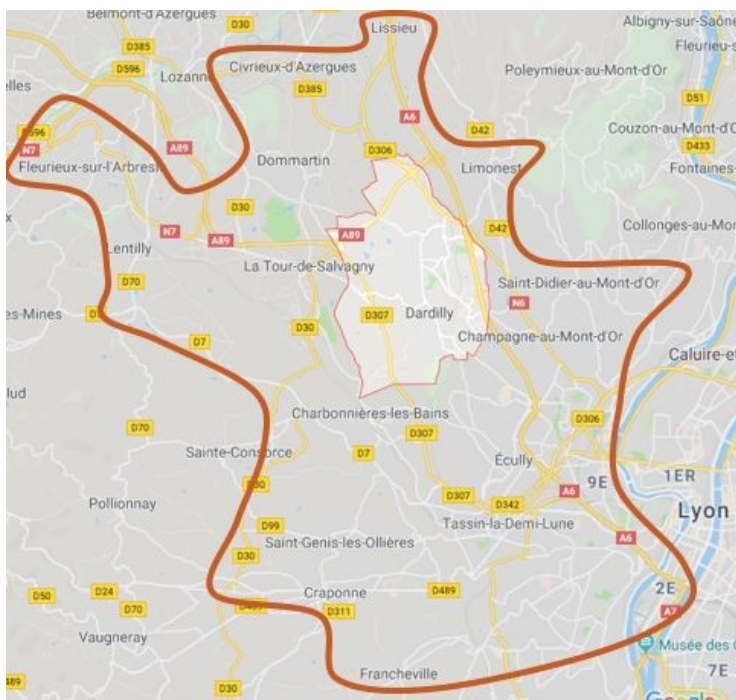 Belmont-d'Azergues
D30
Lissieu
Albigny-sur-Saône
D385
Fleurieu-s
D596
Lozanne
Civrieux-d'Azergues
Poleymieux-au-Mont-d'Or
elles
D385
D51
A6
D596
D42
Couzon-au-Mont-d'O
N7
A89
D306
D433
Fleurieux-sur-l'Arbresl
Dommartin
Limonest
Fontaines-
D30
N7
A89
A89
D42
Collonges-au-Mor
Lentilly
La Tour-de-Salvagny
D70
Saint-Didier-au-Mont-d'Or
N6
es-Mines
D307
Dardilly
D30
D7
Champagne-au-Mont-d'Or
Caluire-et
lud
Charbonnières-les-Bains
D306
D70
D307
Sainte-Consorce
D7
Écully
9E
1ER
D30
A6
Pollionnay
D307
D342
Lyon
D99
Tassin-la-Demi-Lune
A6
D30
Saint-Genis-les-Ollières
D50
D24
Craponne
D489
2E
D70
D311
A7
Vaugneray
Musée des C
Francheville
7E
489
D30
Google